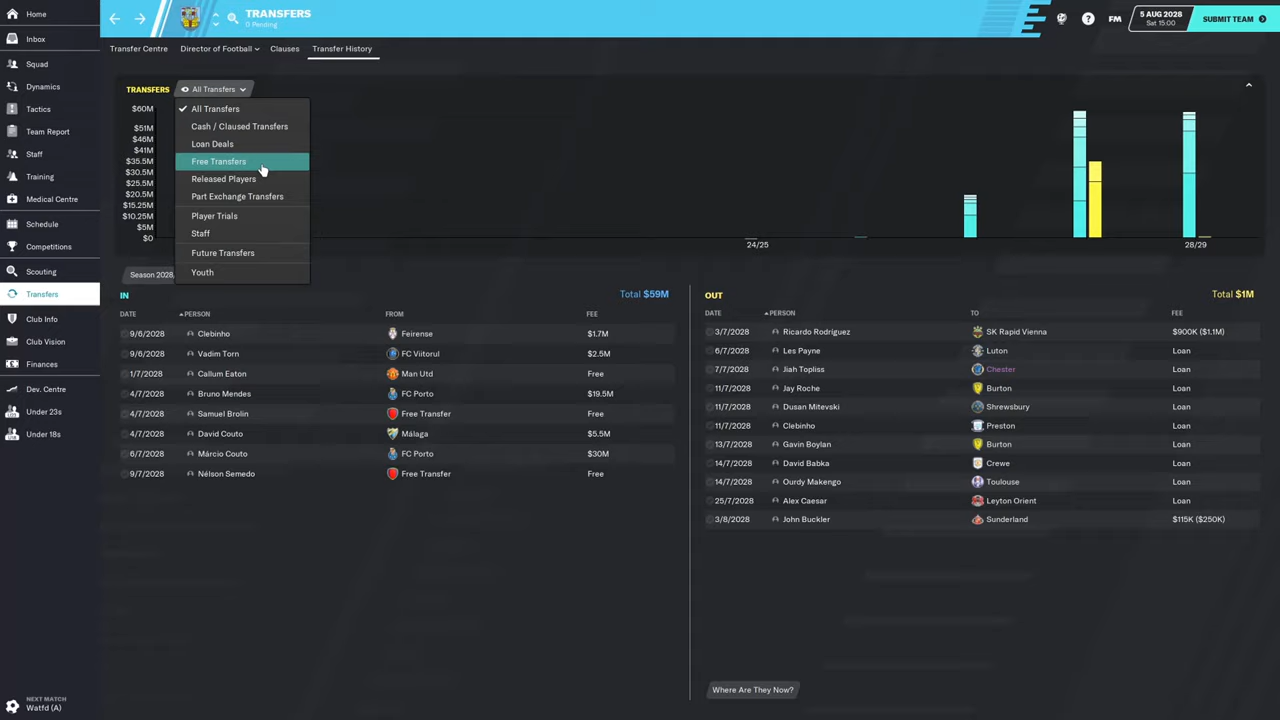 Home
Inbox
Squad
Dynamics
Tactics
Team Report
Staff
Training
Medical Centre
Schedule
Competitions
Scouting
Transfers
Club Info
Club Vision
Finances
Dev. Centre
Under 23s
Under 18s
NEXT MATCH
Watfd (A)
TRANSFERS
0 Pending
FM
5 AUG 2028
Sat 15:00
SUBMIT TEAM
Transfer Centre Director of Football Clauses Transfer History
TRANSFERS All Transfers
All Transfers
Cash / Claused Transfers
Loan Deals
Free Transfers
Released Players
Part Exchange Transfers
Player Trials
Staff
Future Transfers
Youth
$60M
$51M
$46M
$41M
$35.5M
$30.5M
$25.5M
$20.5M
$15.25M
$10.25M
$5M
$0
24/25 28/29
Season 2028/
IN Total $59M
DATE PERSON FROM FEE
9/6/2028 Clebinho Feirense $1.7M
9/6/2028 Vadim Torn FC Viitorul $2.5M
1/7/2028 Callum Eaton Man Utd Free
4/7/2028 Bruno Mendes FC Porto $19.5M
4/7/2028 Samuel Brolin Free Transfer Free
4/7/2028 David Couto Málaga $5.5M
6/7/2028 Márcio Couto FC Porto $30M
9/7/2028 Nélson Semedo Free Transfer Free
OUT Total $1M
DATE PERSON TO FEE
3/7/2028 Ricardo Rodríguez SK Rapid Vienna $900K ($1.1M)
6/7/2028 Les Payne Luton Loan
7/7/2028 Jiah Topliss Chester Loan
11/7/2028 Jay Roche Burton Loan
11/7/2028 Dusan Mitevski Shrewsbury Loan
11/7/2028 Clebinho Preston Loan
13/7/2028 Gavin Boylan Burton Loan
14/7/2028 David Babka Crewe Loan
14/7/2028 Ourdy Makengo Toulouse Loan
25/7/2028 Alex Caesar Leyton Orient Loan
3/8/2028 John Buckler Sunderland $115K ($250K)
Where Are They Now?